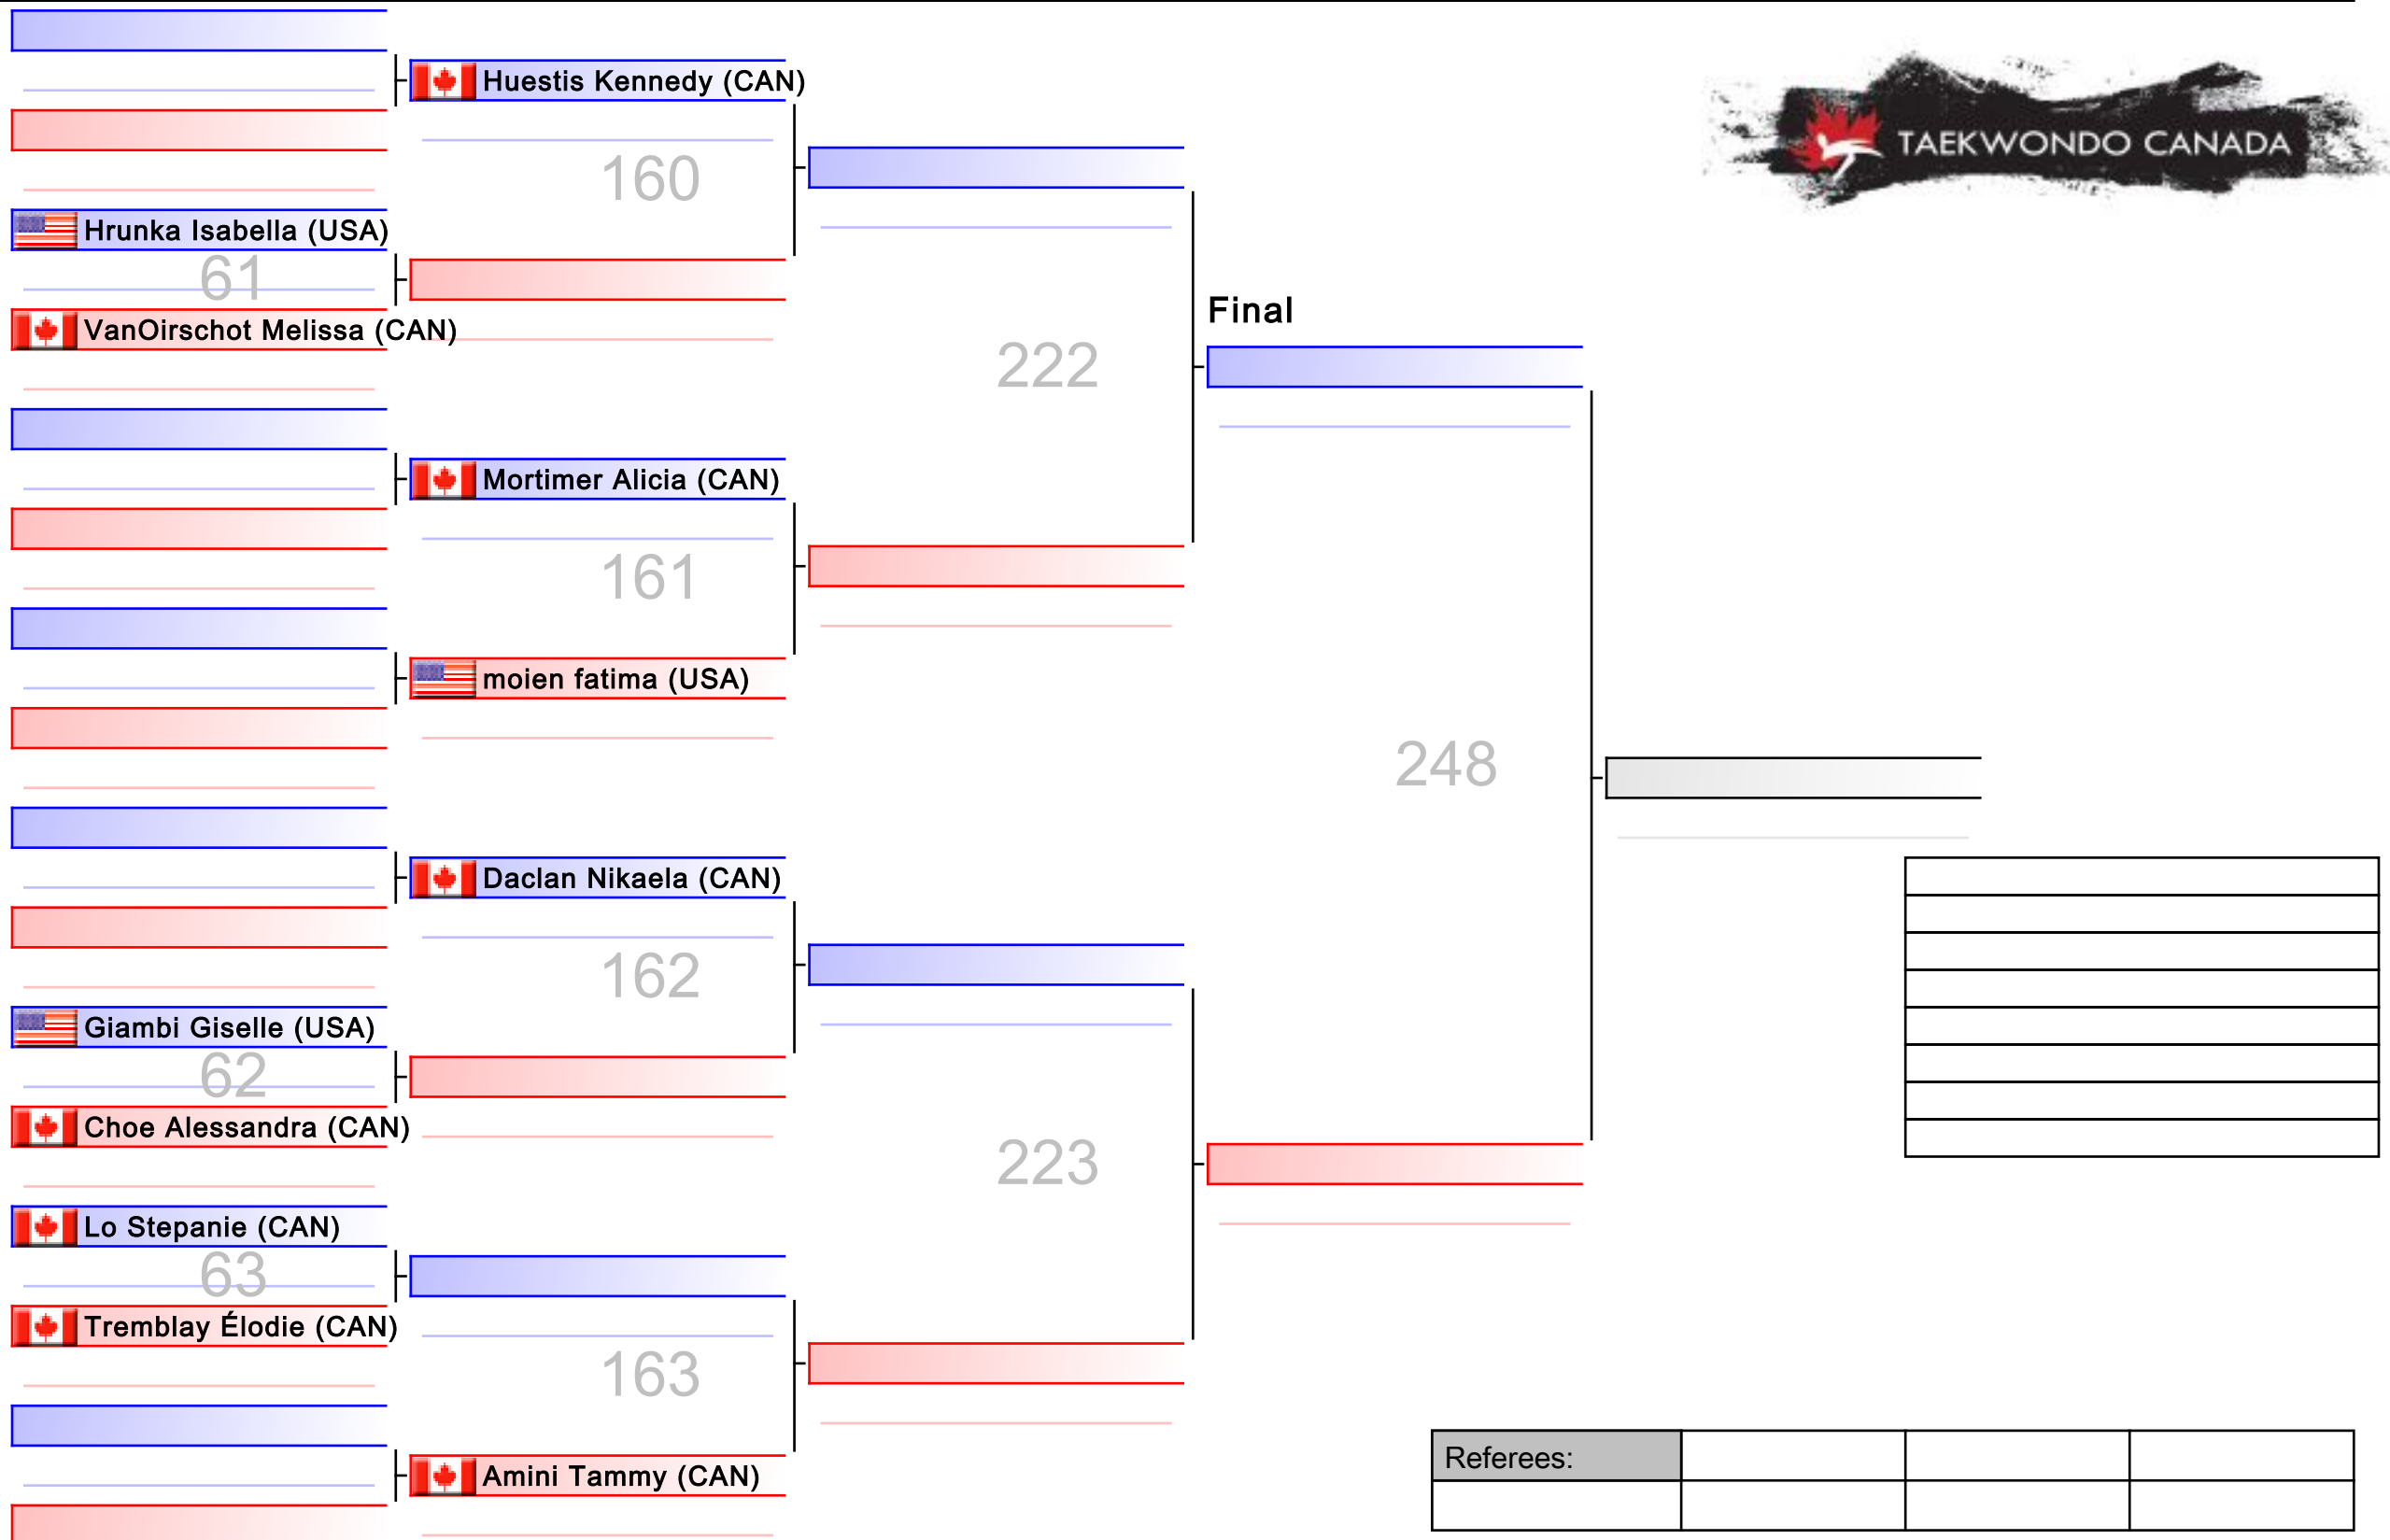 Huestis Kennedy (CAN)
TAEKWONDO CANADA
160
Hrunka Isabella (USA)
61
VanOirschot Melissa (CAN)
Final
222
Mortimer Alicia (CAN)
161
moien fatima (USA)
248
Daclan Nikaela (CAN)
162
Giambi Giselle (USA)
62
Choe Alessandra (CAN)
223
Lo Stepanie (CAN)
63
Tremblay Élodie (CAN)
163
Referees:
Amini Tammy (CAN)